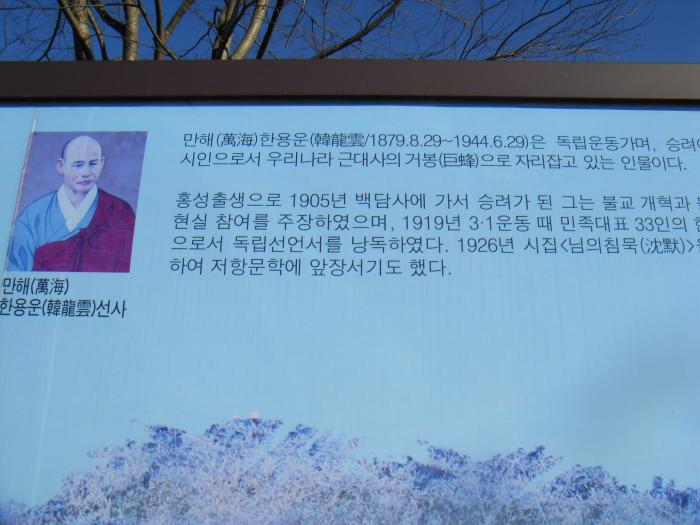 만해(萬海)한용운(韓龍雲/1879.8.29~1944.6.29)은 독립운동가며, 승려
시인으로서 우리나라 근대사의 거봉(巨蜂)으로 자리잡고 있는 인물이다.
홍성출생으로 1905년 백담사에 가서 승려가 된 그는 불교 개혁과
현실 참여를 주장하였으며, 1919년 3·1운동 때 민족대표 33인의
으로서 독립선언서를 낭독하였다. 1926년 시집<님의침묵(沈默)>
하여 저항문학에 앞장서기도 했다.
만해(萬海)
한용운(韓龍雲)선사